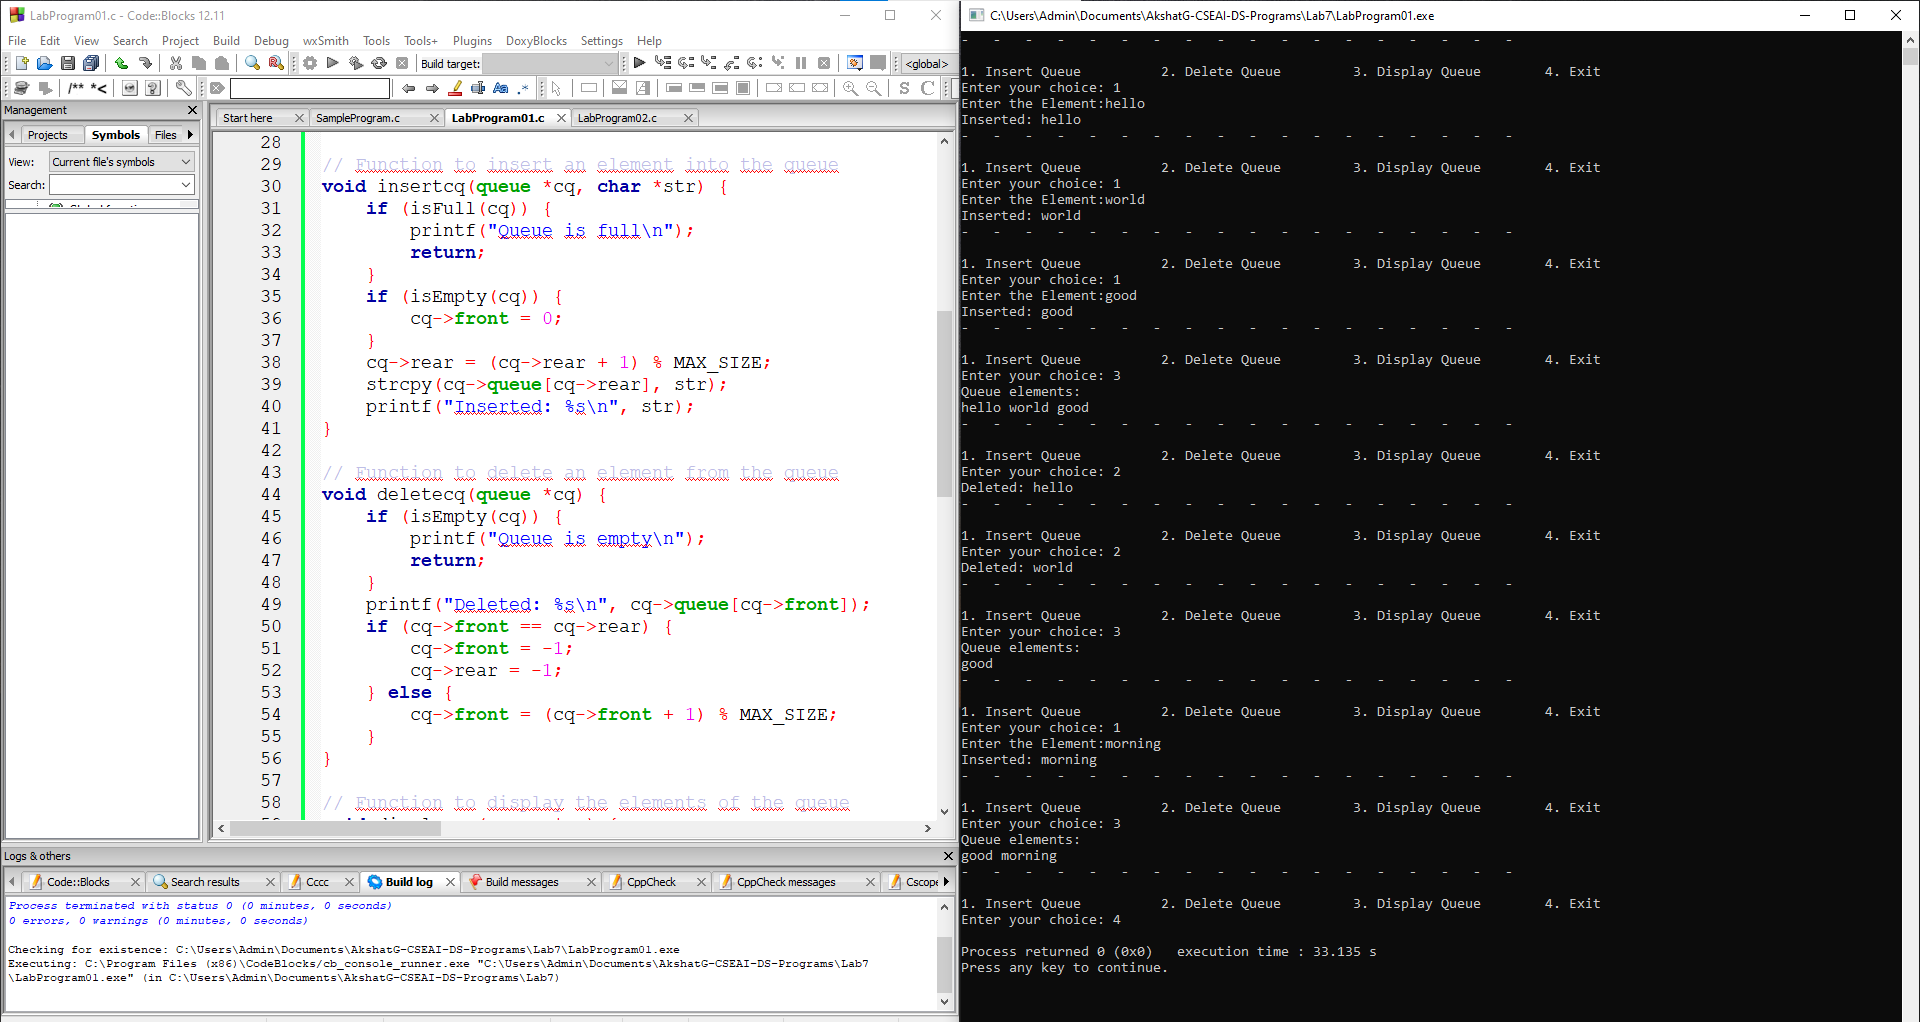 LabProgram01.c - Code::Blocks 12.11
File Edit View Search Project Build Debug wxSmith Tools Tools+ Plugins DoxyBlocks Settings Help
Build target:
<global>
/** *<
Aa .*
S C
Management
Projects Symbols Files
View: Current file's symbols
Search:
Start here SampleProgram.c LabProgram01.c LabProgram02.c
28
29 // Function to insert an element into the queue
30 void insertcq(queue *cq, char *str) {
31 if (isFull(cq)) {
32 printf("Queue is full\n");
33 return;
34 }
35 if (isEmpty(cq)) {
36 cq->front = 0;
37 }
38 cq->rear = (cq->rear + 1) % MAX_SIZE;
39 strcpy(cq->queue[cq->rear], str);
40 printf("Inserted: %s\n", str);
41 }
42
43 // Function to delete an element from the queue
44 void deletecq(queue *cq) {
45 if (isEmpty(cq)) {
46 printf("Queue is empty\n");
47 return;
48 }
49 printf("Deleted: %s\n", cq->queue[cq->front]);
50 if (cq->front == cq->rear) {
51 cq->front = -1;
52 cq->rear = -1;
53 } else {
54 cq->front = (cq->front + 1) % MAX_SIZE;
55 }
56 }
57
58 // Function to display the elements of the queue
Logs & others
Code::Blocks Search results Cccc Build log Build messages CppCheck CppCheck messages Cscope
Process terminated with status 0 (0 minutes, 0 seconds)
0 errors, 0 warnings (0 minutes, 0 seconds)
Checking for existence: C:\Users\Admin\Documents\AkshatG-CSEAI-DS-Programs\Lab7\LabProgram01.exe
Executing: C:\Program Files (x86)\CodeBlocks/cb_console_runner.exe "C:\Users\Admin\Documents\AkshatG-CSEAI-DS-Programs\Lab7
\LabProgram01.exe" (in C:\Users\Admin\Documents\AkshatG-CSEAI-DS-Programs\Lab7)
C:\Users\Admin\Documents\AkshatG-CSEAI-DS-Programs\Lab7\LabProgram01.exe
- - - - - - - - - - - - - - - - - -
1. Insert Queue 2. Delete Queue 3. Display Queue 4. Exit
Enter your choice: 1
Enter the Element:hello
Inserted: hello
- - - - - - - - - - - - - - - - - -
1. Insert Queue 2. Delete Queue 3. Display Queue 4. Exit
Enter your choice: 1
Enter the Element:world
Inserted: world
- - - - - - - - - - - - - - - - - -
1. Insert Queue 2. Delete Queue 3. Display Queue 4. Exit
Enter your choice: 1
Enter the Element:good
Inserted: good
- - - - - - - - - - - - - - - - - -
1. Insert Queue 2. Delete Queue 3. Display Queue 4. Exit
Enter your choice: 3
Queue elements:
hello world good
- - - - - - - - - - - - - - - - - -
1. Insert Queue 2. Delete Queue 3. Display Queue 4. Exit
Enter your choice: 2
Deleted: hello
- - - - - - - - - - - - - - - - - -
1. Insert Queue 2. Delete Queue 3. Display Queue 4. Exit
Enter your choice: 2
Deleted: world
- - - - - - - - - - - - - - - - - -
1. Insert Queue 2. Delete Queue 3. Display Queue 4. Exit
Enter your choice: 3
Queue elements:
good
- - - - - - - - - - - - - - - - - -
1. Insert Queue 2. Delete Queue 3. Display Queue 4. Exit
Enter your choice: 1
Enter the Element:morning
Inserted: morning
- - - - - - - - - - - - - - - - - -
1. Insert Queue 2. Delete Queue 3. Display Queue 4. Exit
Enter your choice: 3
Queue elements:
good morning
- - - - - - - - - - - - - - - - - -
1. Insert Queue 2. Delete Queue 3. Display Queue 4. Exit
Enter your choice: 4
Process returned 0 (0x0) execution time : 33.135 s
Press any key to continue.